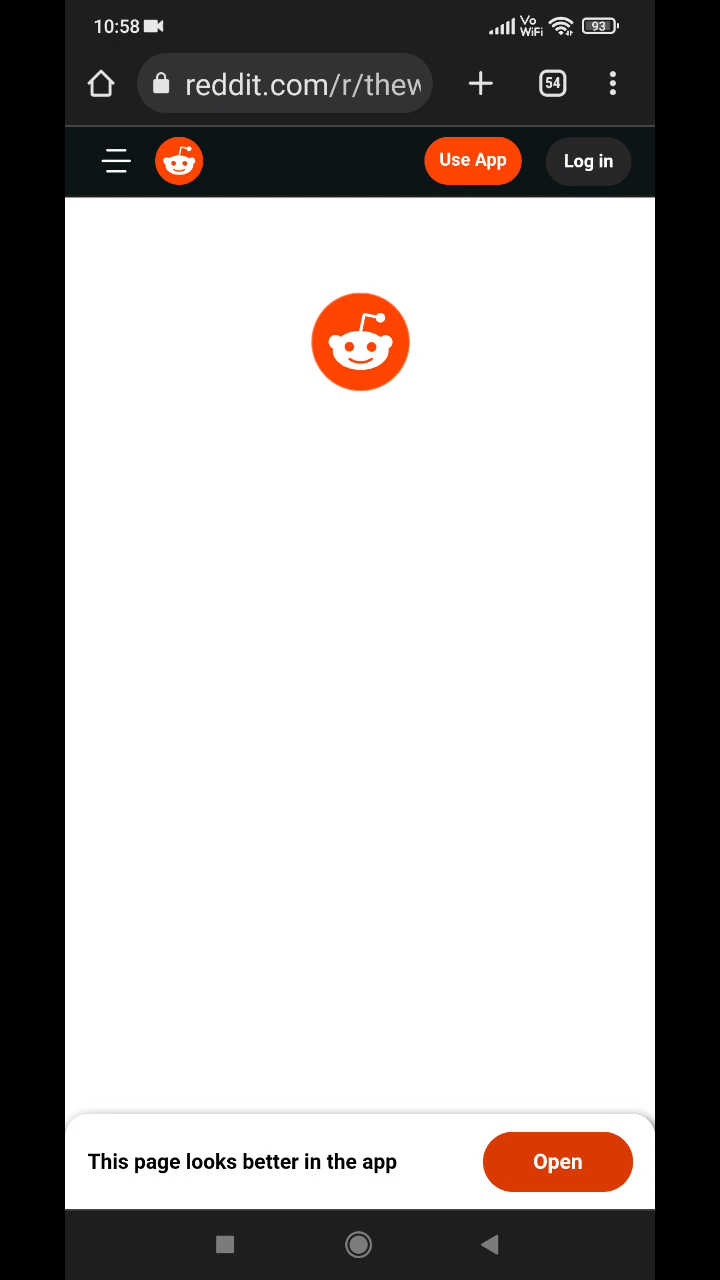 10:58
Vo
WiFi
93
reddit.com/r/thew
54
Use App
Log in
This page looks better in the app
Open